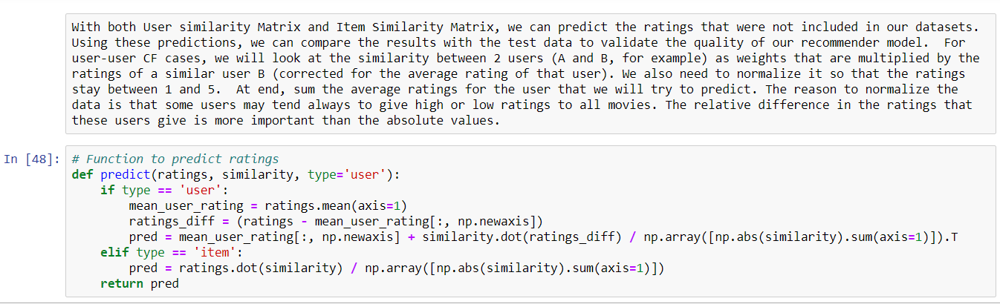 With both User similarity Matrix and Item Similarity Matrix, we can predict the ratings that were not included in our datasets.
Using these predictions, we can compare the results with the test data to validate the quality of our recommender model.  For
user-user CF cases, we will look at the similarity between 2 users (A and B, for example) as weights that are multiplied by the
ratings of a similar user B (corrected for the average rating of that user). We also need to normalize it so that the ratings
stay between 1 and 5.  At end, sum the average ratings for the user that we will try to predict. The reason to normalize the
data is that some users may tend always to give high or low ratings to all movies. The relative difference in the ratings that
these users give is more important than the absolute values.
In [48]: # Function to predict ratings
def predict(ratings, similarity, type='user'):
    if type == 'user':
        mean_user_rating = ratings.mean(axis=1)
        ratings_diff = (ratings - mean_user_rating[:, np.newaxis])
        pred = mean_user_rating[:, np.newaxis] + similarity.dot(ratings_diff) / np.array([np.abs(similarity).sum(axis=1)]).T
    elif type == 'item':
        pred = ratings.dot(similarity) / np.array([np.abs(similarity).sum(axis=1)])
    return pred